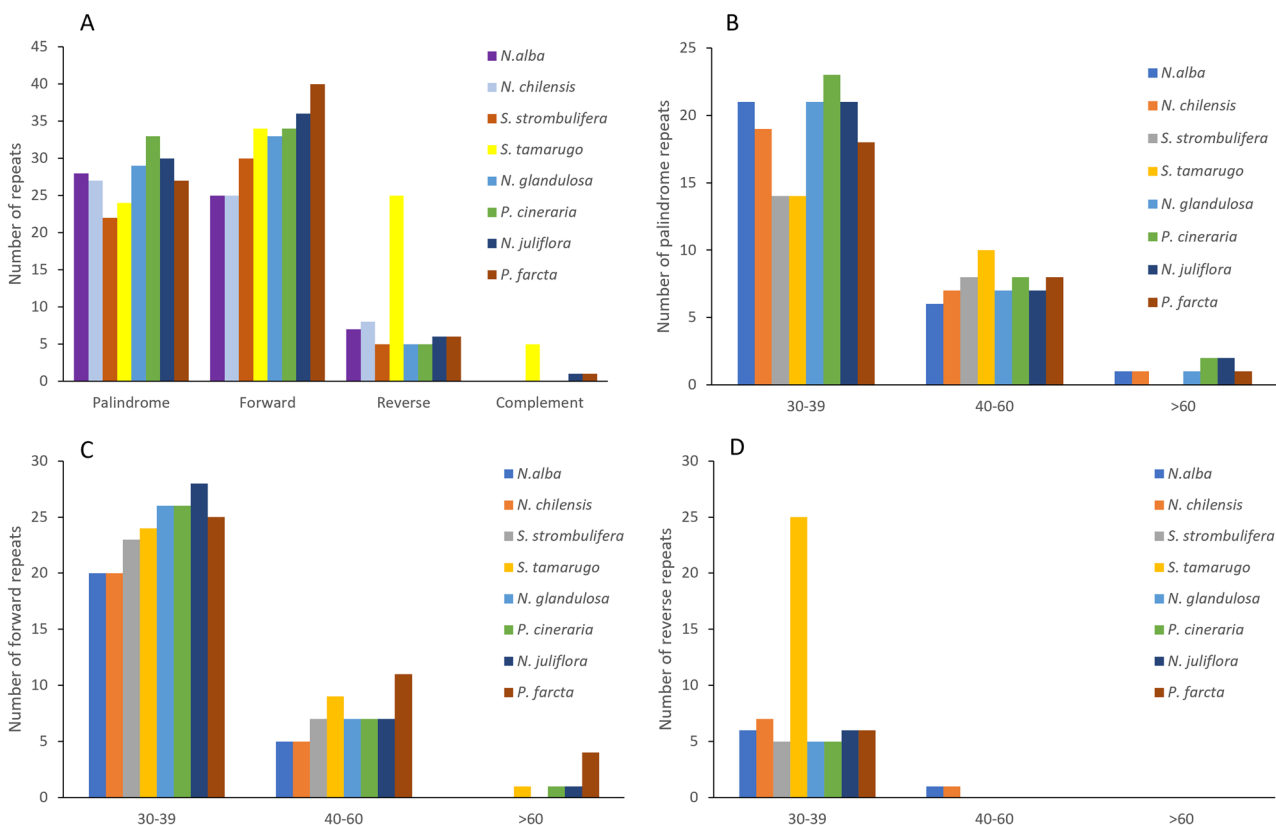 A
Number of repeats
45
40
35
30
25
20
15
10
5
0
Palindrome Forward Reverse Complement
N.alba
N. chilensis
S. strombulifera
S. tamarugo
N. glandulosa
P. cineraria
N. juliflora
P. farcta
B
Number of palindrome repeats
25
20
15
10
5
0
30-39 40-60 >60
N.alba
N. chilensis
S. strombulifera
S. tamarugo
N. glandulosa
P. cineraria
N. juliflora
P. farcta
C
Number of forward repeats
30
25
20
15
10
5
0
30-39 40-60 >60
N.alba
N. chilensis
S. strombulifera
S. tamarugo
N. glandulosa
P. cineraria
N. juliflora
P. farcta
D
Number of reverse repeats
30
25
20
15
10
5
0
30-39 40-60 >60
N.alba
N. chilensis
S. strombulifera
S. tamarugo
N. glandulosa
P. cineraria
N. juliflora
P. farcta